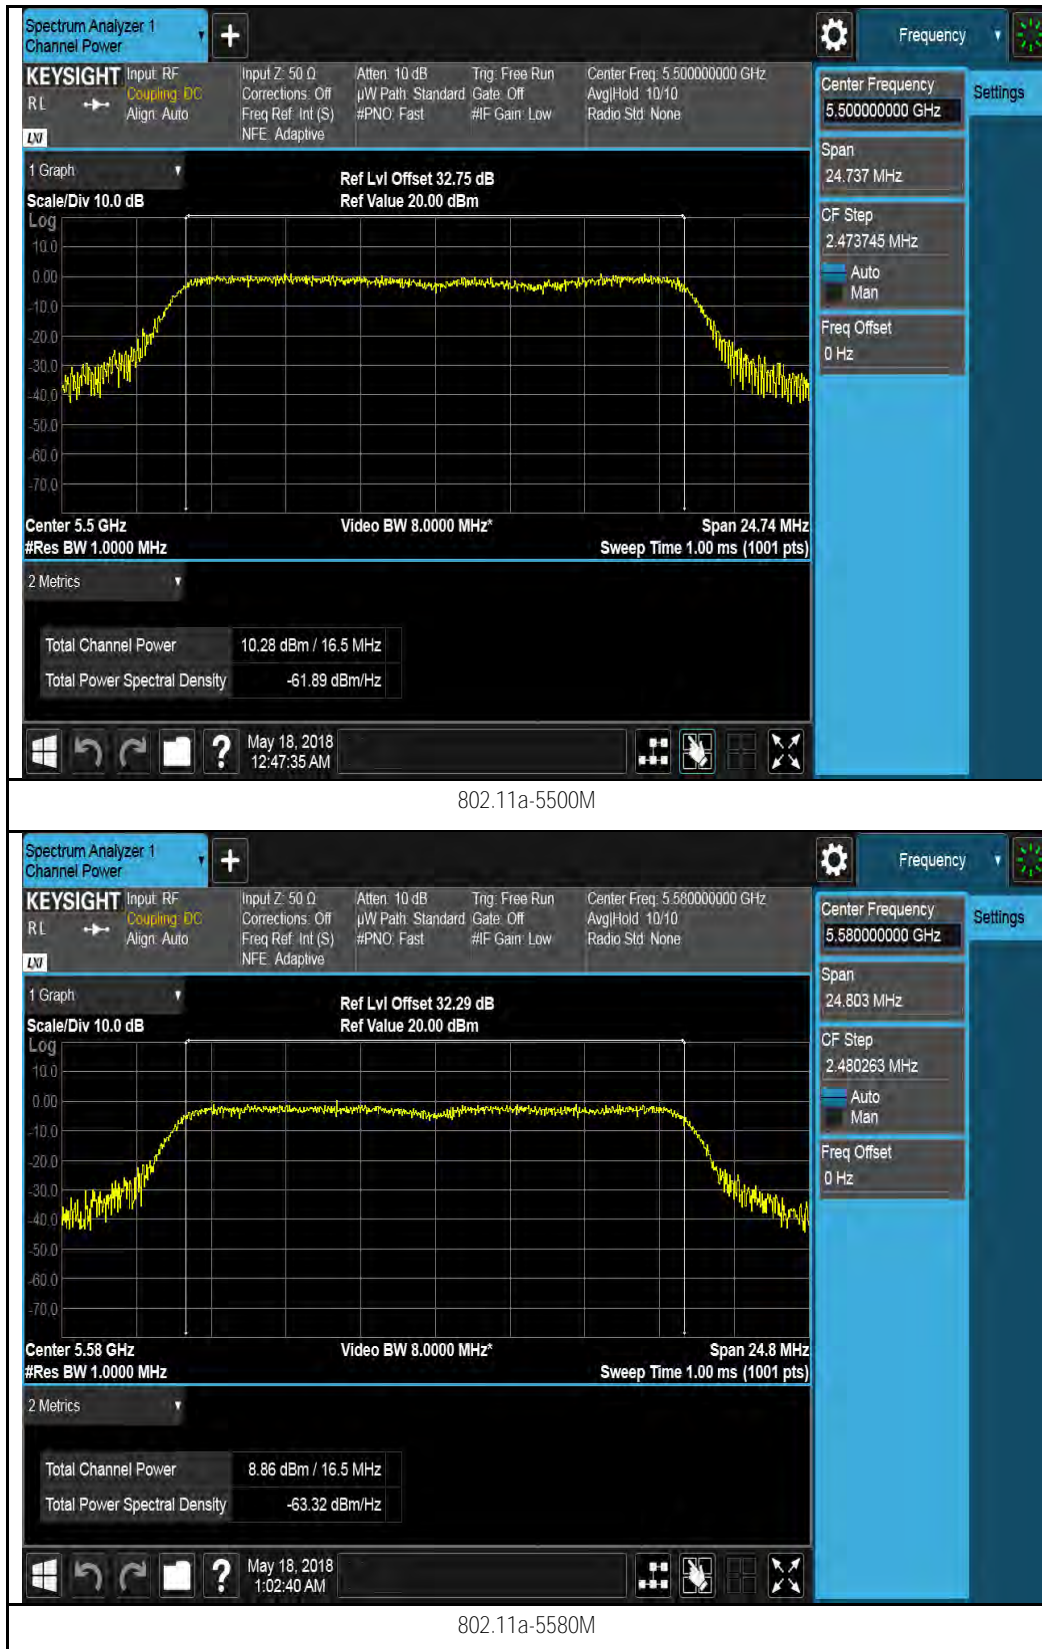 Spectrum Analyzer 1
Channel Power
+
Frequency
KEYSIGHT
RL
LXI
Input: RF
Coupling: DC
Align: Auto
Input Z: 50 Ω
Corrections: Off
Freq Ref: Int (S)
NFE: Adaptive
Atten: 10 dB
µW Path: Standard
#PNO: Fast
Trig: Free Run
Gate: Off
#IF Gain: Low
Center Freq: 5.500000000 GHz
Avg|Hold: 10/10
Radio Std: None
Center Frequency
5.500000000 GHz
Settings
Span
24.737 MHz
CF Step
2.473745 MHz
Auto
Man
Freq Offset
0 Hz
1 Graph
Ref Lvl Offset 32.75 dB
Scale/Div 10.0 dB
Ref Value 20.00 dBm
Log
10.0
0.00
-10.0
-20.0
-30.0
-40.0
-50.0
-60.0
-70.0
Center 5.5 GHz
Video BW 8.0000 MHz*
Span 24.74 MHz
#Res BW 1.0000 MHz
Sweep Time 1.00 ms (1001 pts)
2 Metrics
Total Channel Power 10.28 dBm / 16.5 MHz
Total Power Spectral Density -61.89 dBm/Hz
?
May 18, 2018
12:47:35 AM
802.11a-5500M
Spectrum Analyzer 1
Channel Power
+
Frequency
KEYSIGHT
RL
LXI
Input: RF
Coupling: DC
Align: Auto
Input Z: 50 Ω
Corrections: Off
Freq Ref: Int (S)
NFE: Adaptive
Atten: 10 dB
µW Path: Standard
#PNO: Fast
Trig: Free Run
Gate: Off
#IF Gain: Low
Center Freq: 5.580000000 GHz
Avg|Hold: 10/10
Radio Std: None
Center Frequency
5.580000000 GHz
Settings
Span
24.803 MHz
CF Step
2.480263 MHz
Auto
Man
Freq Offset
0 Hz
1 Graph
Ref Lvl Offset 32.29 dB
Scale/Div 10.0 dB
Ref Value 20.00 dBm
Log
10.0
0.00
-10.0
-20.0
-30.0
-40.0
-50.0
-60.0
-70.0
Center 5.58 GHz
Video BW 8.0000 MHz*
Span 24.8 MHz
#Res BW 1.0000 MHz
Sweep Time 1.00 ms (1001 pts)
2 Metrics
Total Channel Power 8.86 dBm / 16.5 MHz
Total Power Spectral Density -63.32 dBm/Hz
?
May 18, 2018
1:02:40 AM
802.11a-5580M